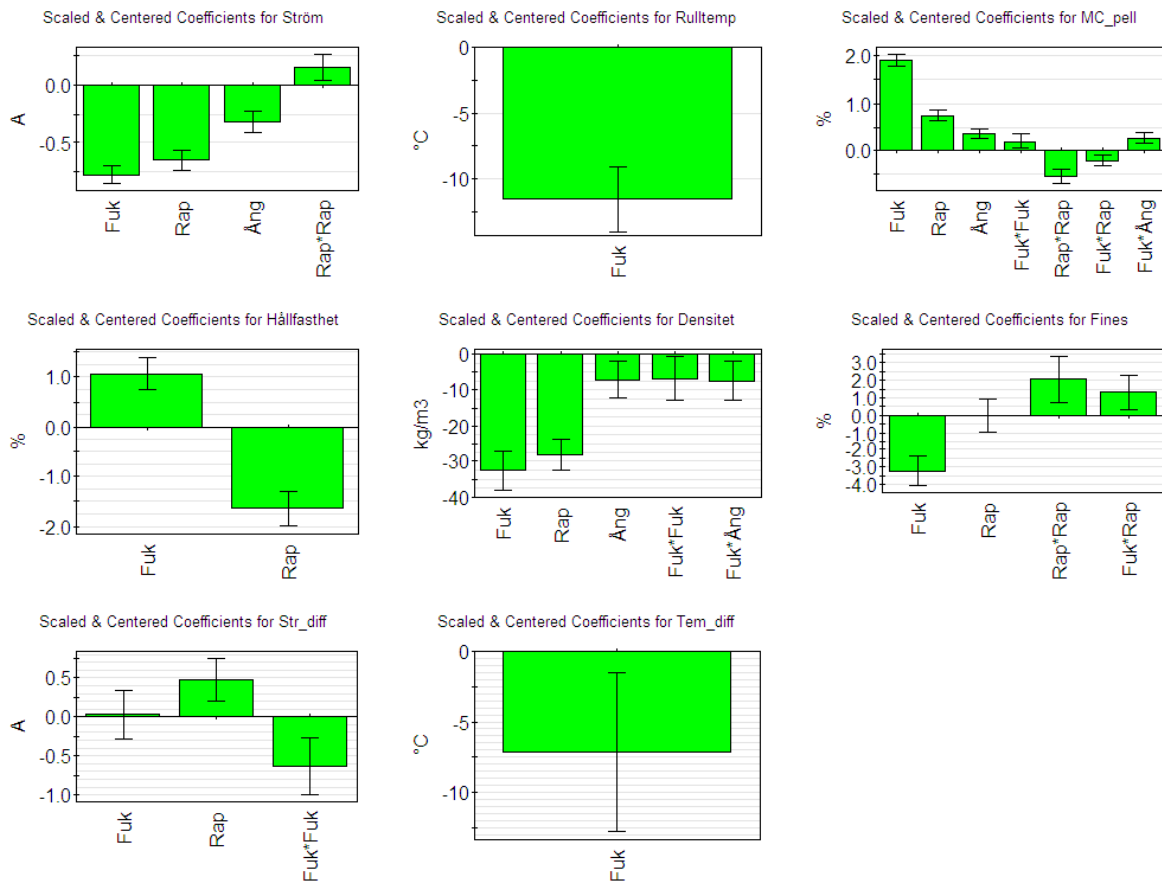 Scaled & Centered Coefficients for Ström
0.0
-0.5
A
Fuk
Rap
Ång
Rap*Rap
Scaled & Centered Coefficients for Rulltemp
0
-5
-10
°C
Fuk
Scaled & Centered Coefficients for MC_pell
2.0
1.0
0.0
%
Fuk
Rap
Ång
Fuk*Fuk
Rap*Rap
Fuk*Rap
Fuk*Ång
Scaled & Centered Coefficients for Hållfasthet
1.0
0.0
-1.0
-2.0
%
Fuk
Rap
Scaled & Centered Coefficients for Densitet
0
-10
-20
-30
-40
kg/m3
Fuk
Rap
Ång
Fuk*Fuk
Fuk*Ång
Scaled & Centered Coefficients for Fines
3.0
2.0
1.0
0.0
-1.0
-2.0
-3.0
-4.0
%
Fuk
Rap
Rap*Rap
Fuk*Rap
Scaled & Centered Coefficients for Str_diff
0.5
0.0
-0.5
-1.0
A
Fuk
Rap
Fuk*Fuk
Scaled & Centered Coefficients for Tem_diff
0
-5
-10
°C
Fuk